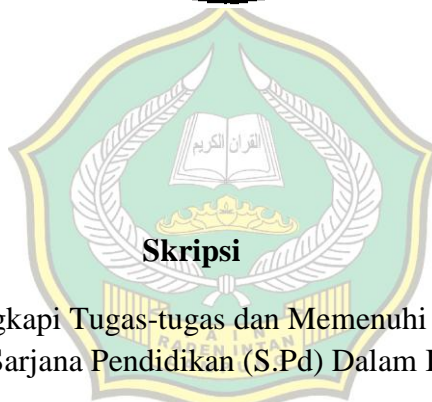 القرآن الكريم
Skripsi
gkapi Tugas-tugas dan Memenuhi
I A I N
RADEN INTAN
Sarjana Pendidikan (S.Pd) Dalam